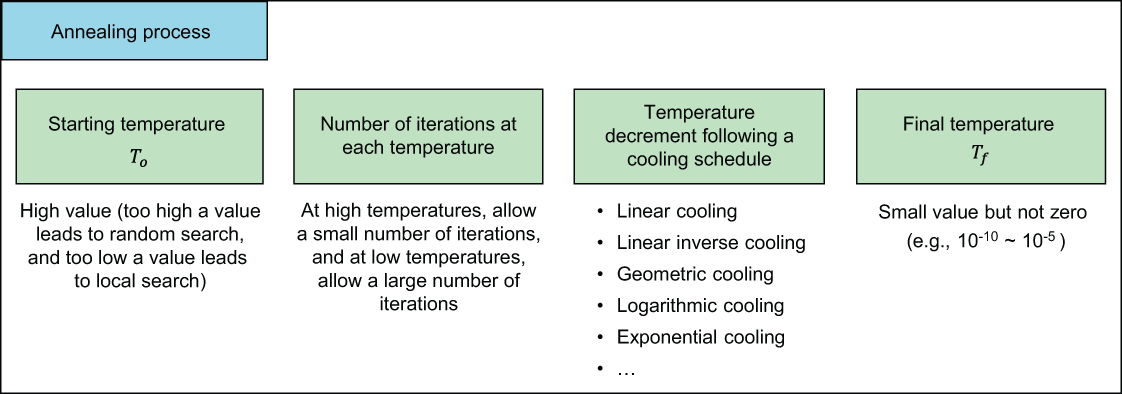 Annealing process
Starting temperature
T₀
High value (too high a value
leads to random search,
and too low a value leads
to local search)
Number of iterations at
each temperature
At high temperatures, allow
a small number of iterations,
and at low temperatures,
allow a large number of
iterations
Temperature
decrement following a
cooling schedule
• Linear cooling
• Linear inverse cooling
• Geometric cooling
• Logarithmic cooling
• Exponential cooling
• …
Final temperature
T_f
Small value but not zero
(e.g., 10⁻¹⁰ ~ 10⁻⁵ )